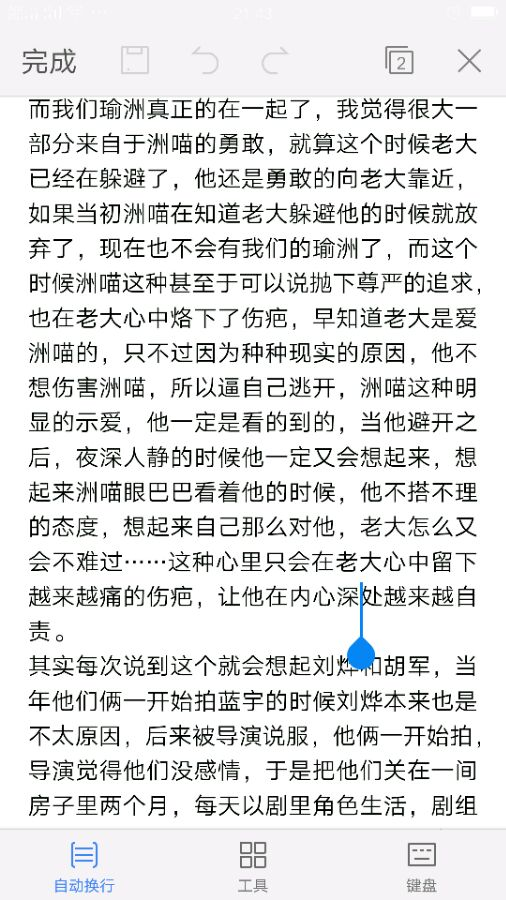 21:43
完成
2
而我们瑜洲真正的在一起了，我觉得很大一
部分来自于洲喵的勇敢，就算这个时候老大
已经在躲避了，他还是勇敢的向老大靠近，
如果当初洲喵在知道老大躲避他的时候就放
弃了，现在也不会有我们的瑜洲了，而这个
时候洲喵这种甚至于可以说抛下尊严的追求，
也在老大心中烙下了伤疤，早知道老大是爱
洲喵的，只不过因为种种现实的原因，他不
想伤害洲喵，所以逼自己逃开，洲喵这种明
显的示爱，他一定是看的到的，当他避开之
后，夜深人静的时候他一定又会想起来，想
起来洲喵眼巴巴看着他的时候，他不搭不理
的态度，想起来自己那么对他，老大怎么又
会不难过……这种心里只会在老大心中留下
越来越痛的伤疤，让他在内心深处越来越自
责。
其实每次说到这个就会想起刘烨和胡军，当
年他们俩一开始拍蓝宇的时候刘烨本来也是
不太原因，后来被导演说服，他俩一开始拍，
导演觉得他们没感情，于是把他们关在一间
房子里两个月，每天以剧里角色生活，剧组
自动换行
工具
键盘